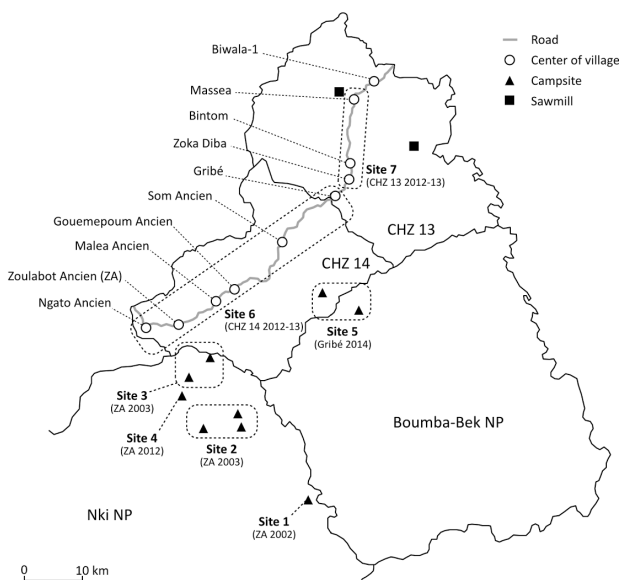 Biwala-1
Massea
Bintom
Zoka Diba
Gribé
Som Ancien
Gouemepoum Ancien
Malea Ancien
Zoulabot Ancien (ZA)
Ngato Ancien
Road
Center of village
Campsite
Sawmill
Site 7
(CHZ 13 2012-13)
CHZ 13
CHZ 14
Site 6
(CHZ 14 2012-13)
Site 5
(Gribé 2014)
Site 3
(ZA 2003)
Site 4
(ZA 2012)
Site 2
(ZA 2003)
Boumba-Bek NP
Site 1
(ZA 2002)
Nki NP
0 10 km